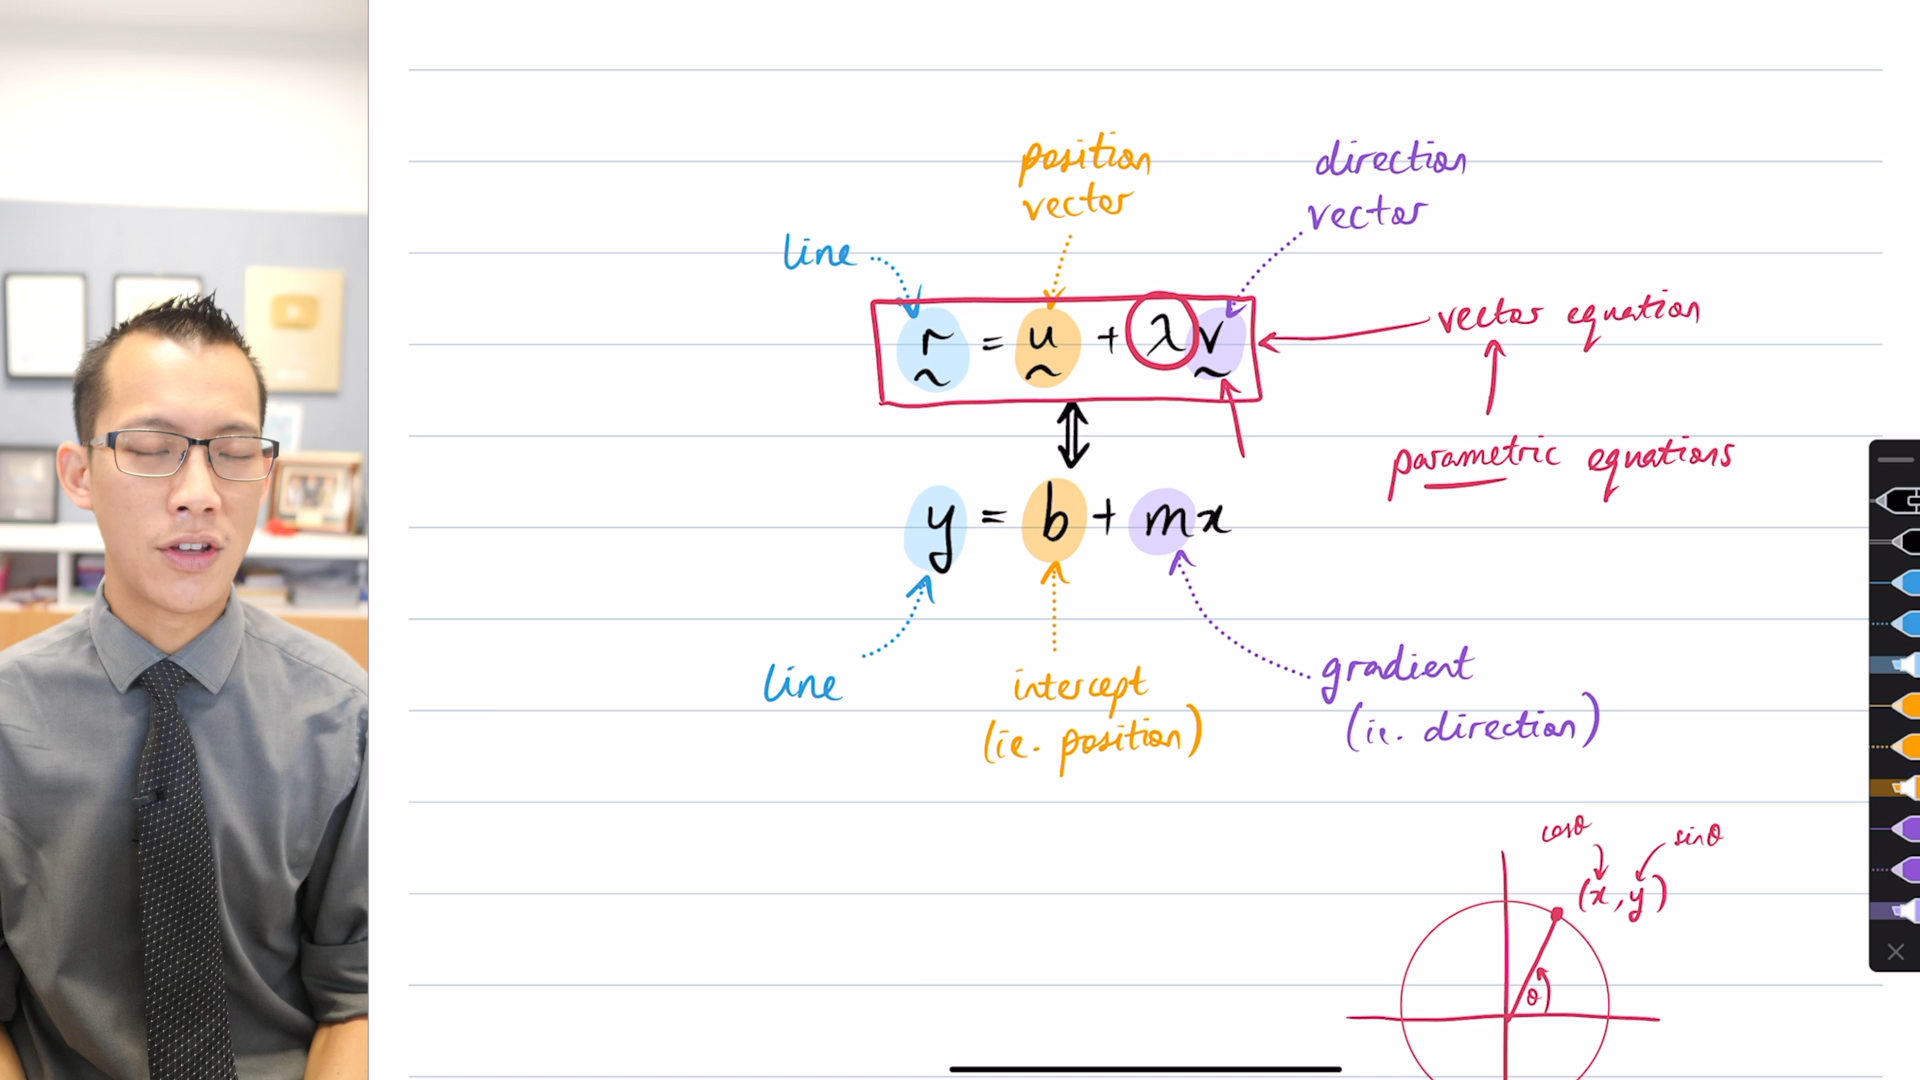 position
vector
direction
vector
line
r = u + λv
vector equation
parametric equations
y = b + mx
line
intercept
(ie. position)
gradient
(ie. direction)
cosθ
sinθ
(x, y)
θ